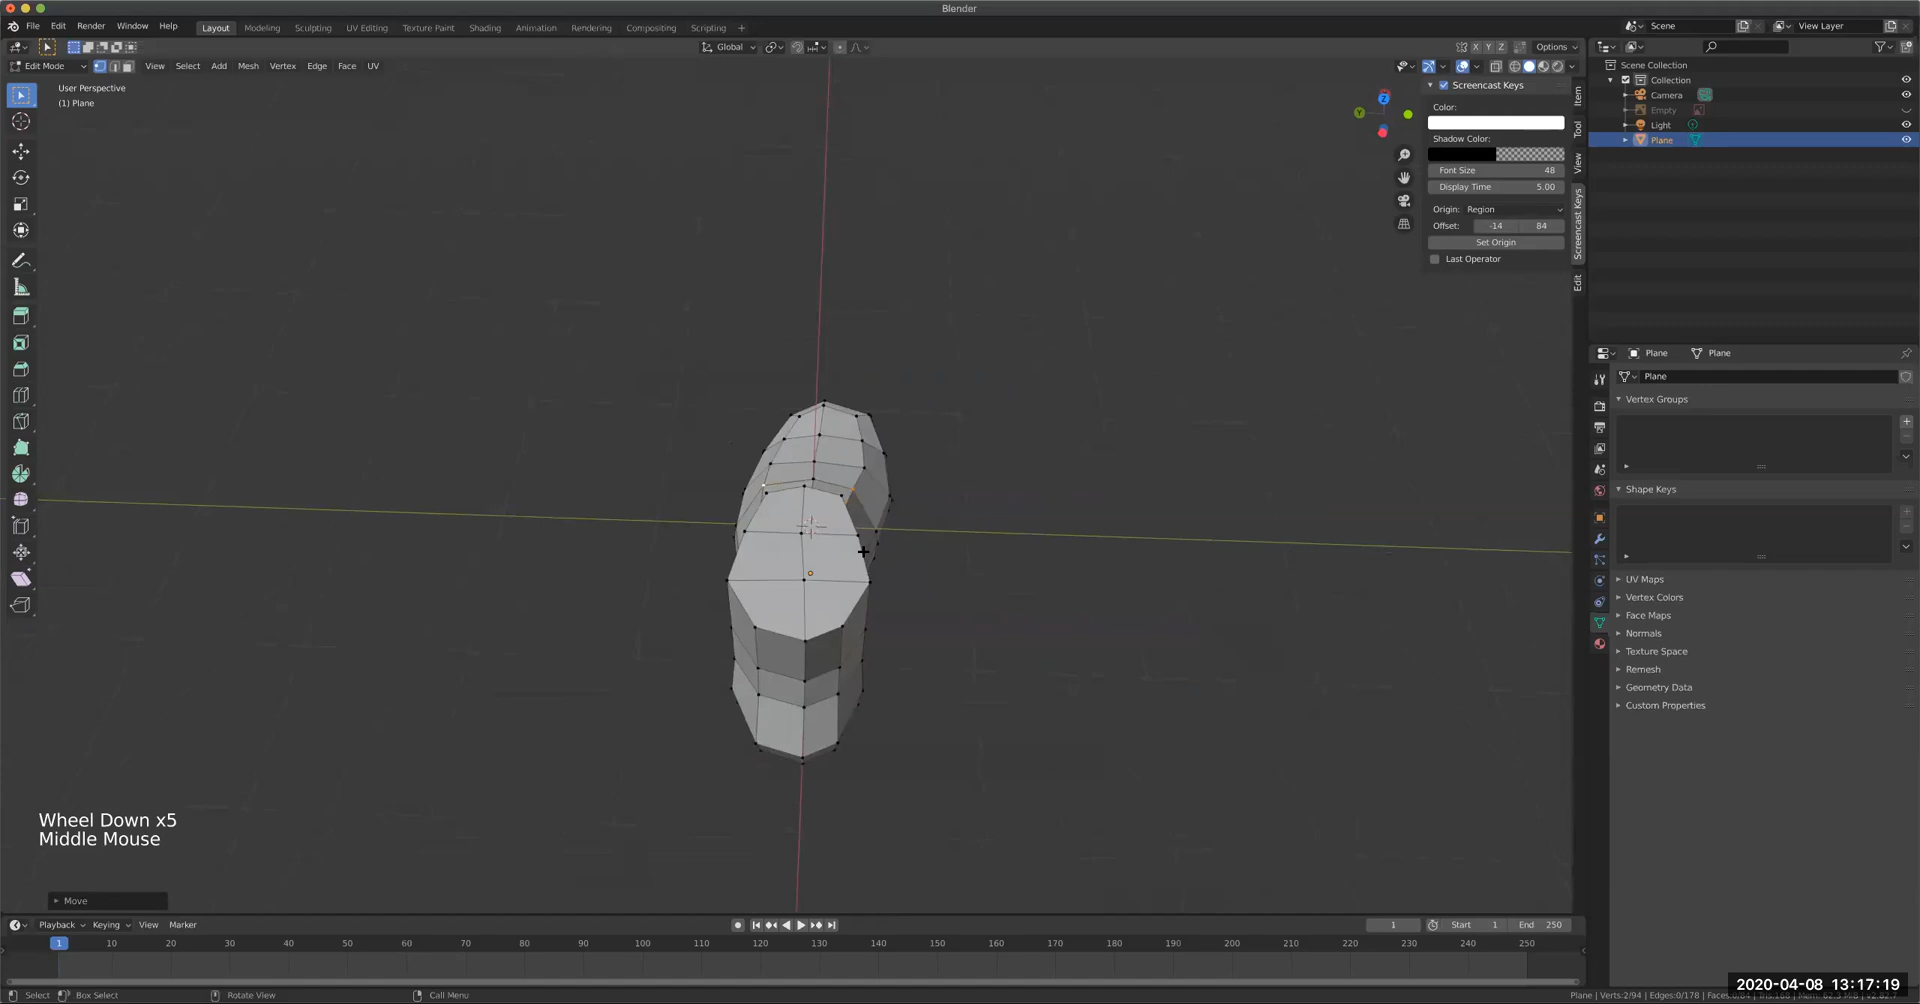 Blender
File Edit Render Window Help Layout Modeling Sculpting UV Editing Texture Paint Shading Animation Rendering Compositing Scripting + Scene View Layer
Global X Y Z Options
Edit Mode View Select Add Mesh Vertex Edge Face UV
User Perspective
(1) Plane
Z
Y
Screencast Keys
Color:
Shadow Color:
Font Size 48
Display Time 5.00
Origin: Region
Offset: -14 84
Set Origin
Last Operator
Item
Tool
View
Screencast Keys
Edit
Scene Collection
Collection
Camera
Empty
Light
Plane
Plane Plane
Plane
Vertex Groups
Shape Keys
UV Maps
Vertex Colors
Face Maps
Normals
Texture Space
Remesh
Geometry Data
Custom Properties
Wheel Down x5
Middle Mouse
Move
Playback Keying View Marker 1 Start 1 End 250
1 10 20 30 40 50 60 70 80 90 100 110 120 130 140 150 160 170 180 190 200 210 220 230 240 250
2020-04-08 13:17:19
Select Box Select Rotate View Call Menu Plane | Verts:2/94 | Edges:0/178 |